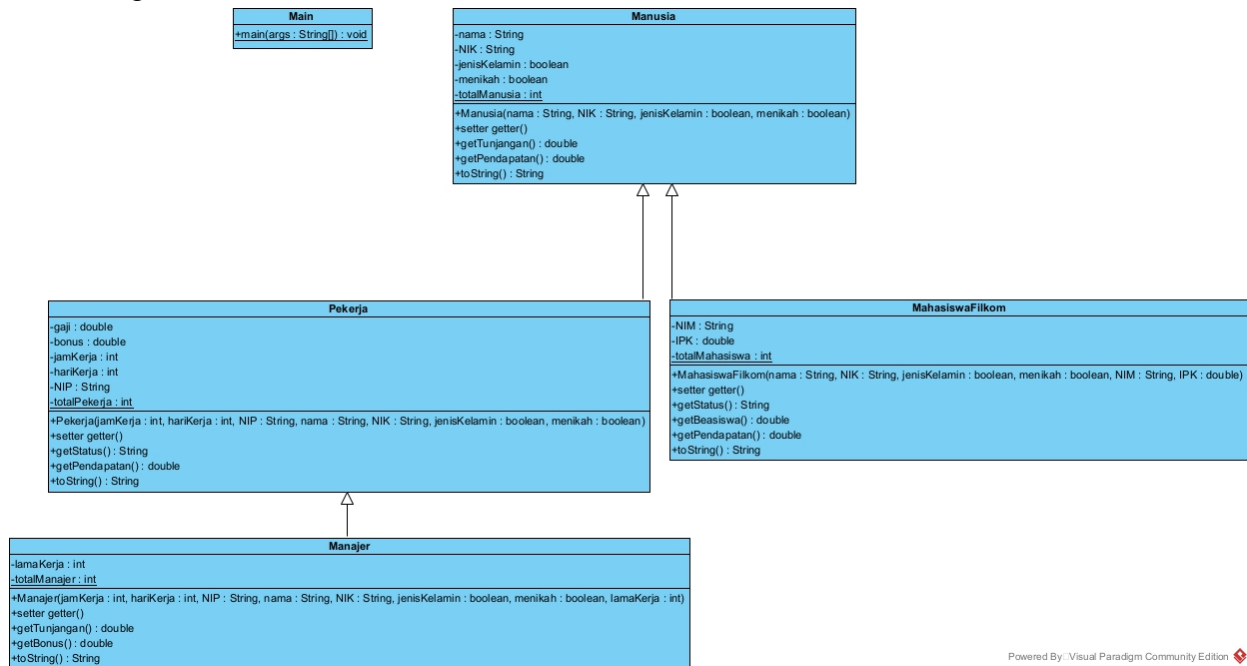 Main
+main(args : String[]) : void
Manusia
-nama : String
-NIK : String
-jenisKelamin : boolean
-menikah : boolean
-totalManusia : int
+Manusia(nama : String, NIK : String, jenisKelamin : boolean, menikah : boolean)
+setter getter()
+getTunjangan() : double
+getPendapatan() : double
+toString() : String
Pekerja
-gaji : double
-bonus : double
-jamKerja : int
-hariKerja : int
-NIP : String
-totalPekerja : int
+Pekerja(jamKerja : int, hariKerja : int, NIP : String, nama : String, NIK : String, jenisKelamin : boolean, menikah : boolean)
+setter getter()
+getStatus() : String
+getPendapatan() : double
+toString() : String
MahasiswaFilkom
-NIM : String
-IPK : double
-totalMahasiswa : int
+MahasiswaFilkom(nama : String, NIK : String, jenisKelamin : boolean, menikah : boolean, NIM : String, IPK : double)
+setter getter()
+getStatus() : String
+getBeasiswa() : double
+getPendapatan() : double
+toString() : String
Manajer
-lamaKerja : int
-totalManajer : int
+Manajer(jamKerja : int, hariKerja : int, NIP : String, nama : String, NIK : String, jenisKelamin : boolean, menikah : boolean, lamaKerja : int)
+setter getter()
+getTunjangan() : double
+getBonus() : double
+toString() : String
Powered By Visual Paradigm Community Edition